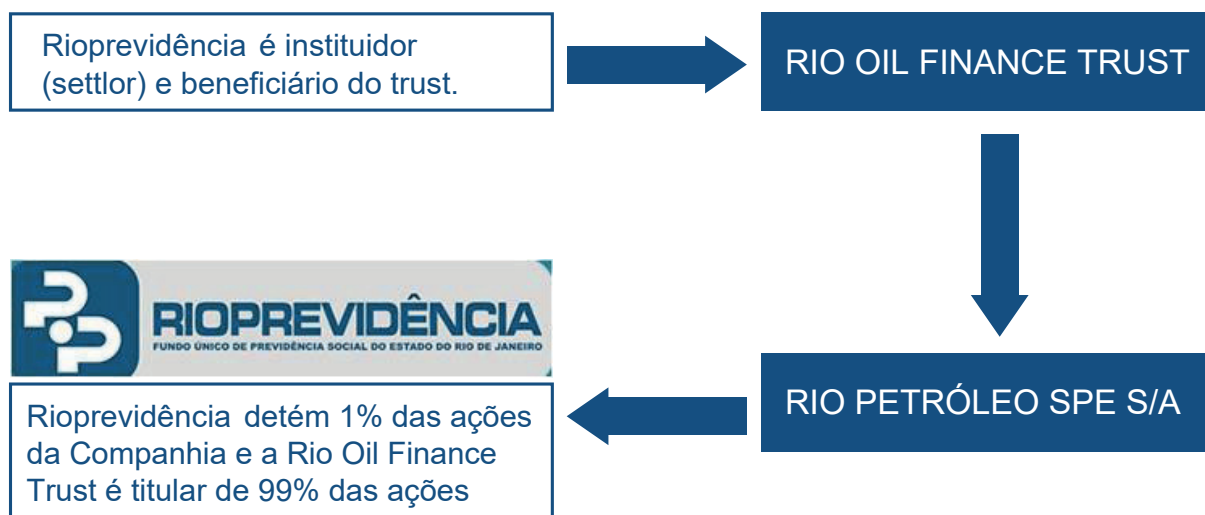 Rioprevidência é instituidor
(settlor) e beneficiário do trust.
RIO OIL FINANCE TRUST
RIOPREVIDÊNCIA
FUNDO ÚNICO DE PREVIDÊNCIA SOCIAL DO ESTADO DO RIO DE JANEIRO
Rioprevidência detém 1% das ações
da Companhia e a Rio Oil Finance
Trust é titular de 99% das ações
RIO PETRÓLEO SPE S/A